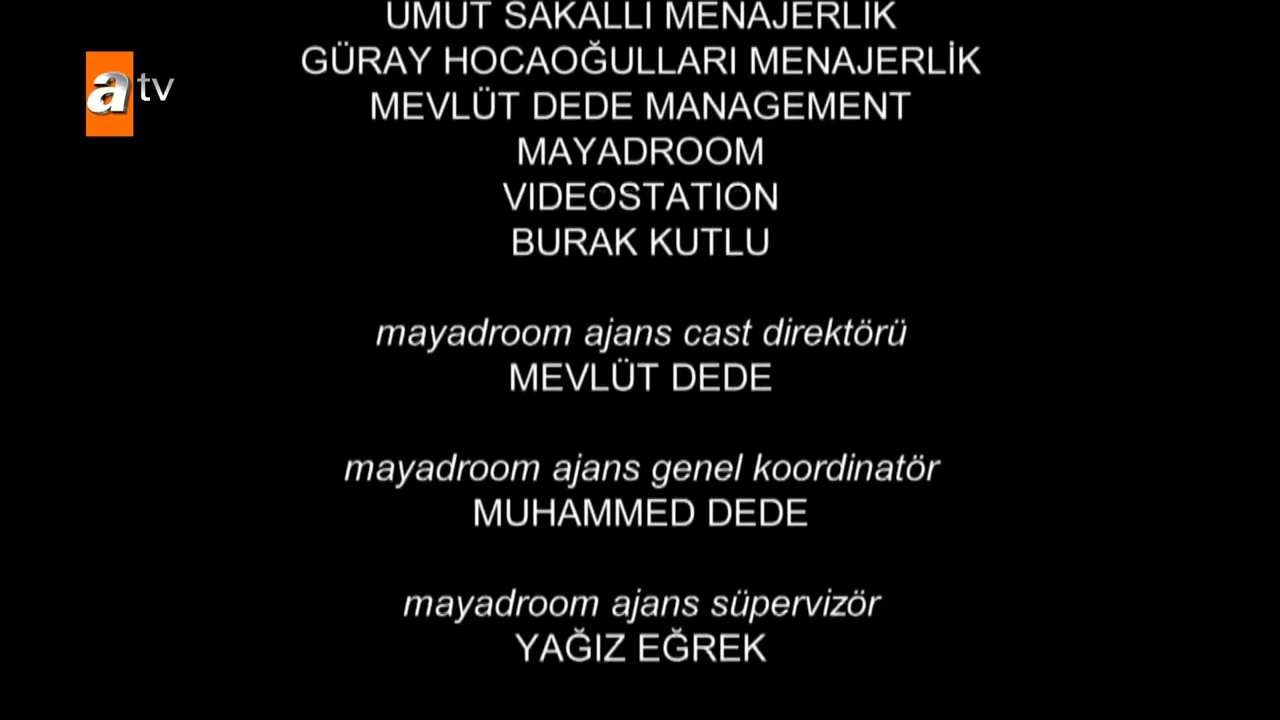 atv
UMUT SAKALLI MENAJERLİK
GÜRAY HOCAOĞULLARI MENAJERLİK
MEVLÜT DEDE MANAGEMENT
MAYADROOM
VIDEOSTATION
BURAK KUTLU
mayadroom ajans cast direktörü
MEVLÜT DEDE
mayadroom ajans genel koordinatör
MUHAMMED DEDE
mayadroom ajans süpervizör
YAĞIZ EĞREK